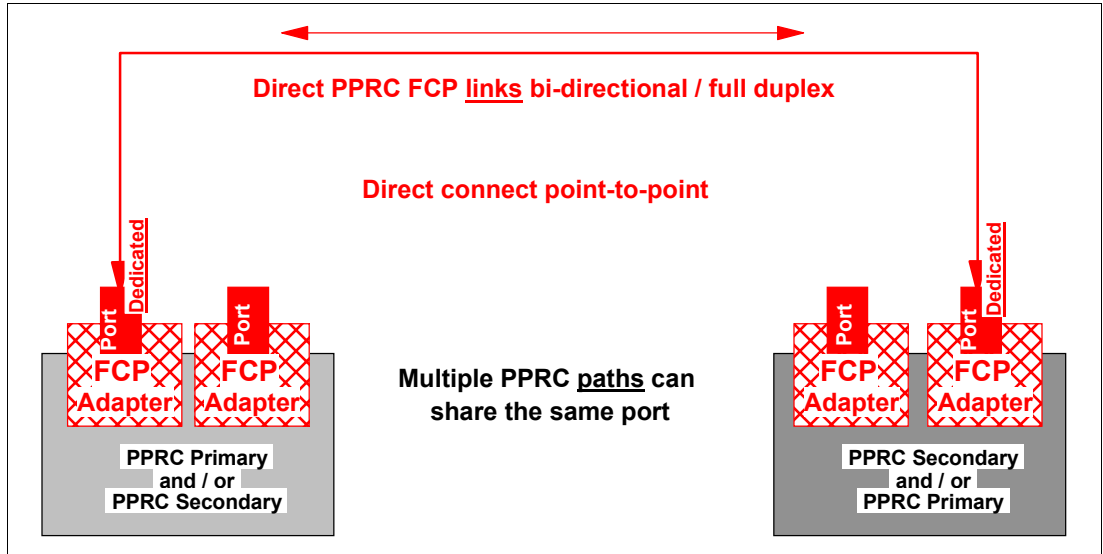 Direct PPRC FCP links bi-directional / full duplex
Direct connect point-to-point
Dedicated
Port
Port
FCP
Adapter
FCP
Adapter
PPRC Primary
and / or
PPRC Secondary
Multiple PPRC paths can
share the same port
Port
Port
Dedicated
FCP
Adapter
FCP
Adapter
PPRC Secondary
and / or
PPRC Primary